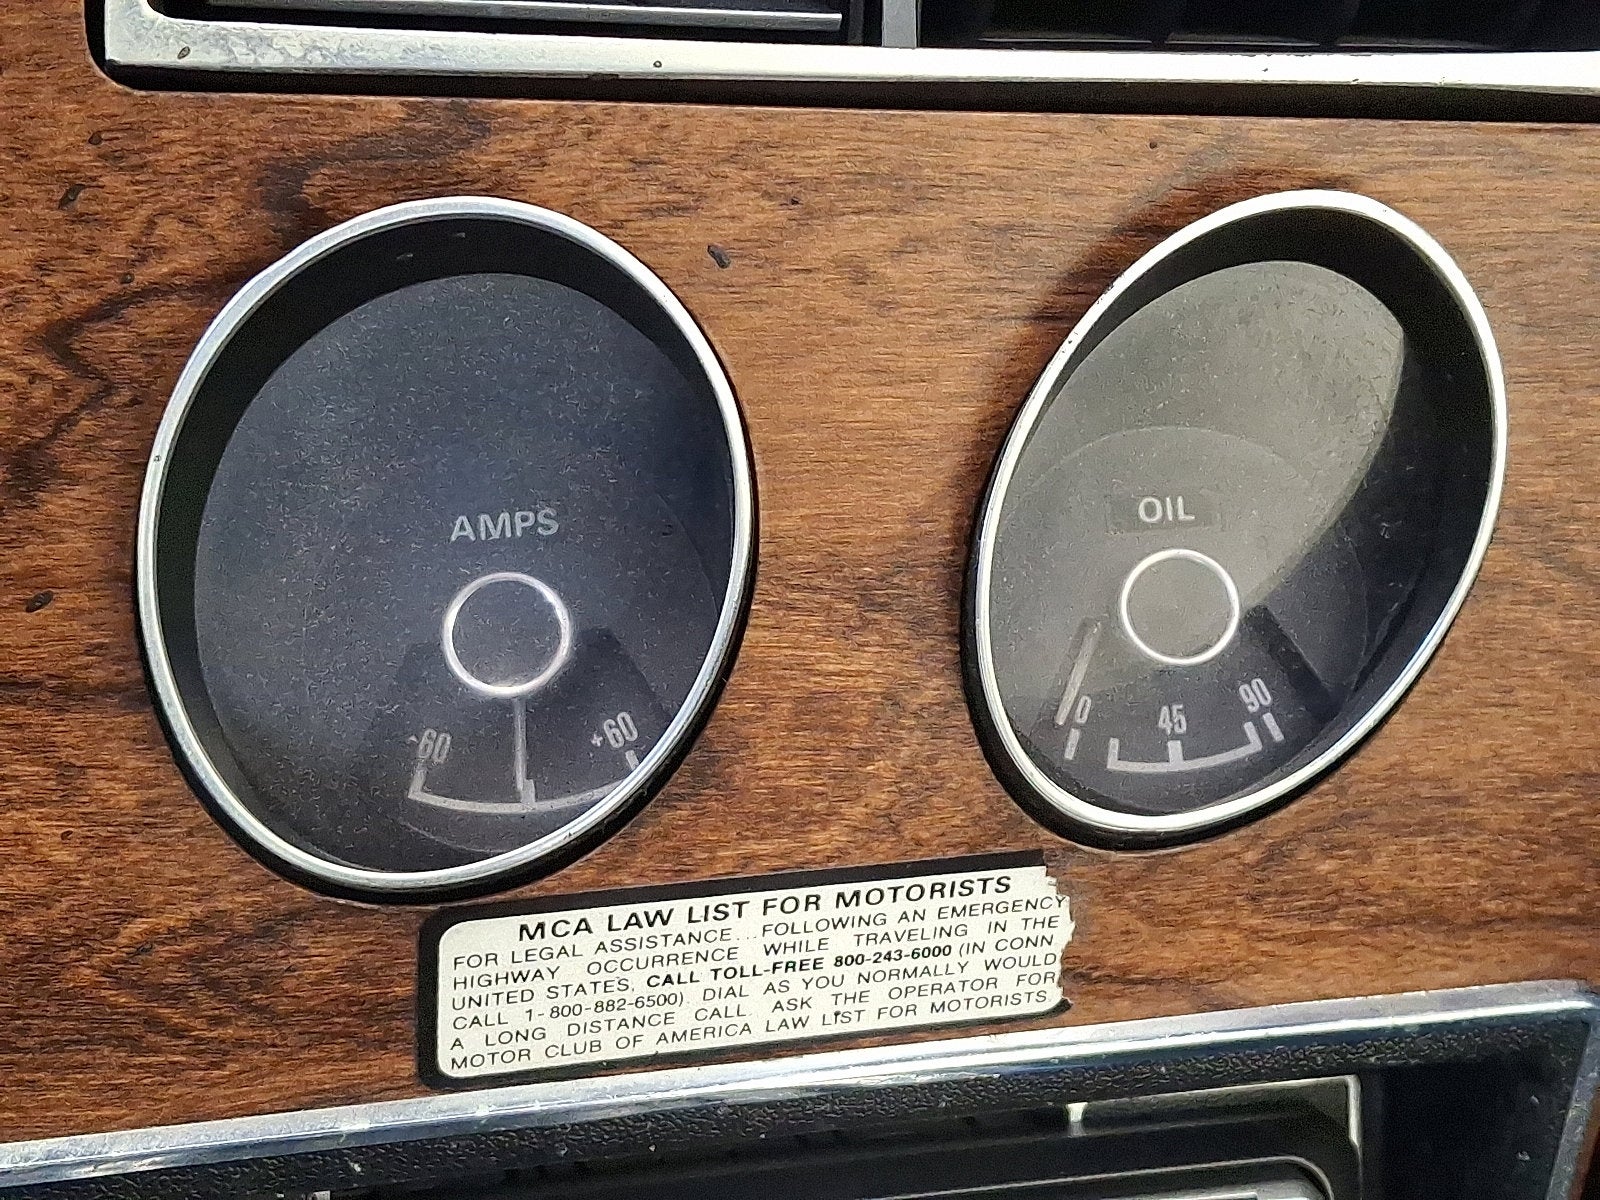 AMPS
-60 +60
OIL
0 45 90
MCA LAW LIST FOR MOTORISTS
FOR LEGAL ASSISTANCE...FOLLOWING AN EMERGENCY
HIGHWAY OCCURRENCE WHILE TRAVELING IN THE
UNITED STATES, CALL TOLL-FREE 800-243-6000 (IN CONN
CALL 1-800-882-6500). DIAL AS YOU NORMALLY WOULD
A LONG DISTANCE CALL. ASK THE OPERATOR FOR
MOTOR CLUB OF AMERICA LAW LIST FOR MOTORISTS.